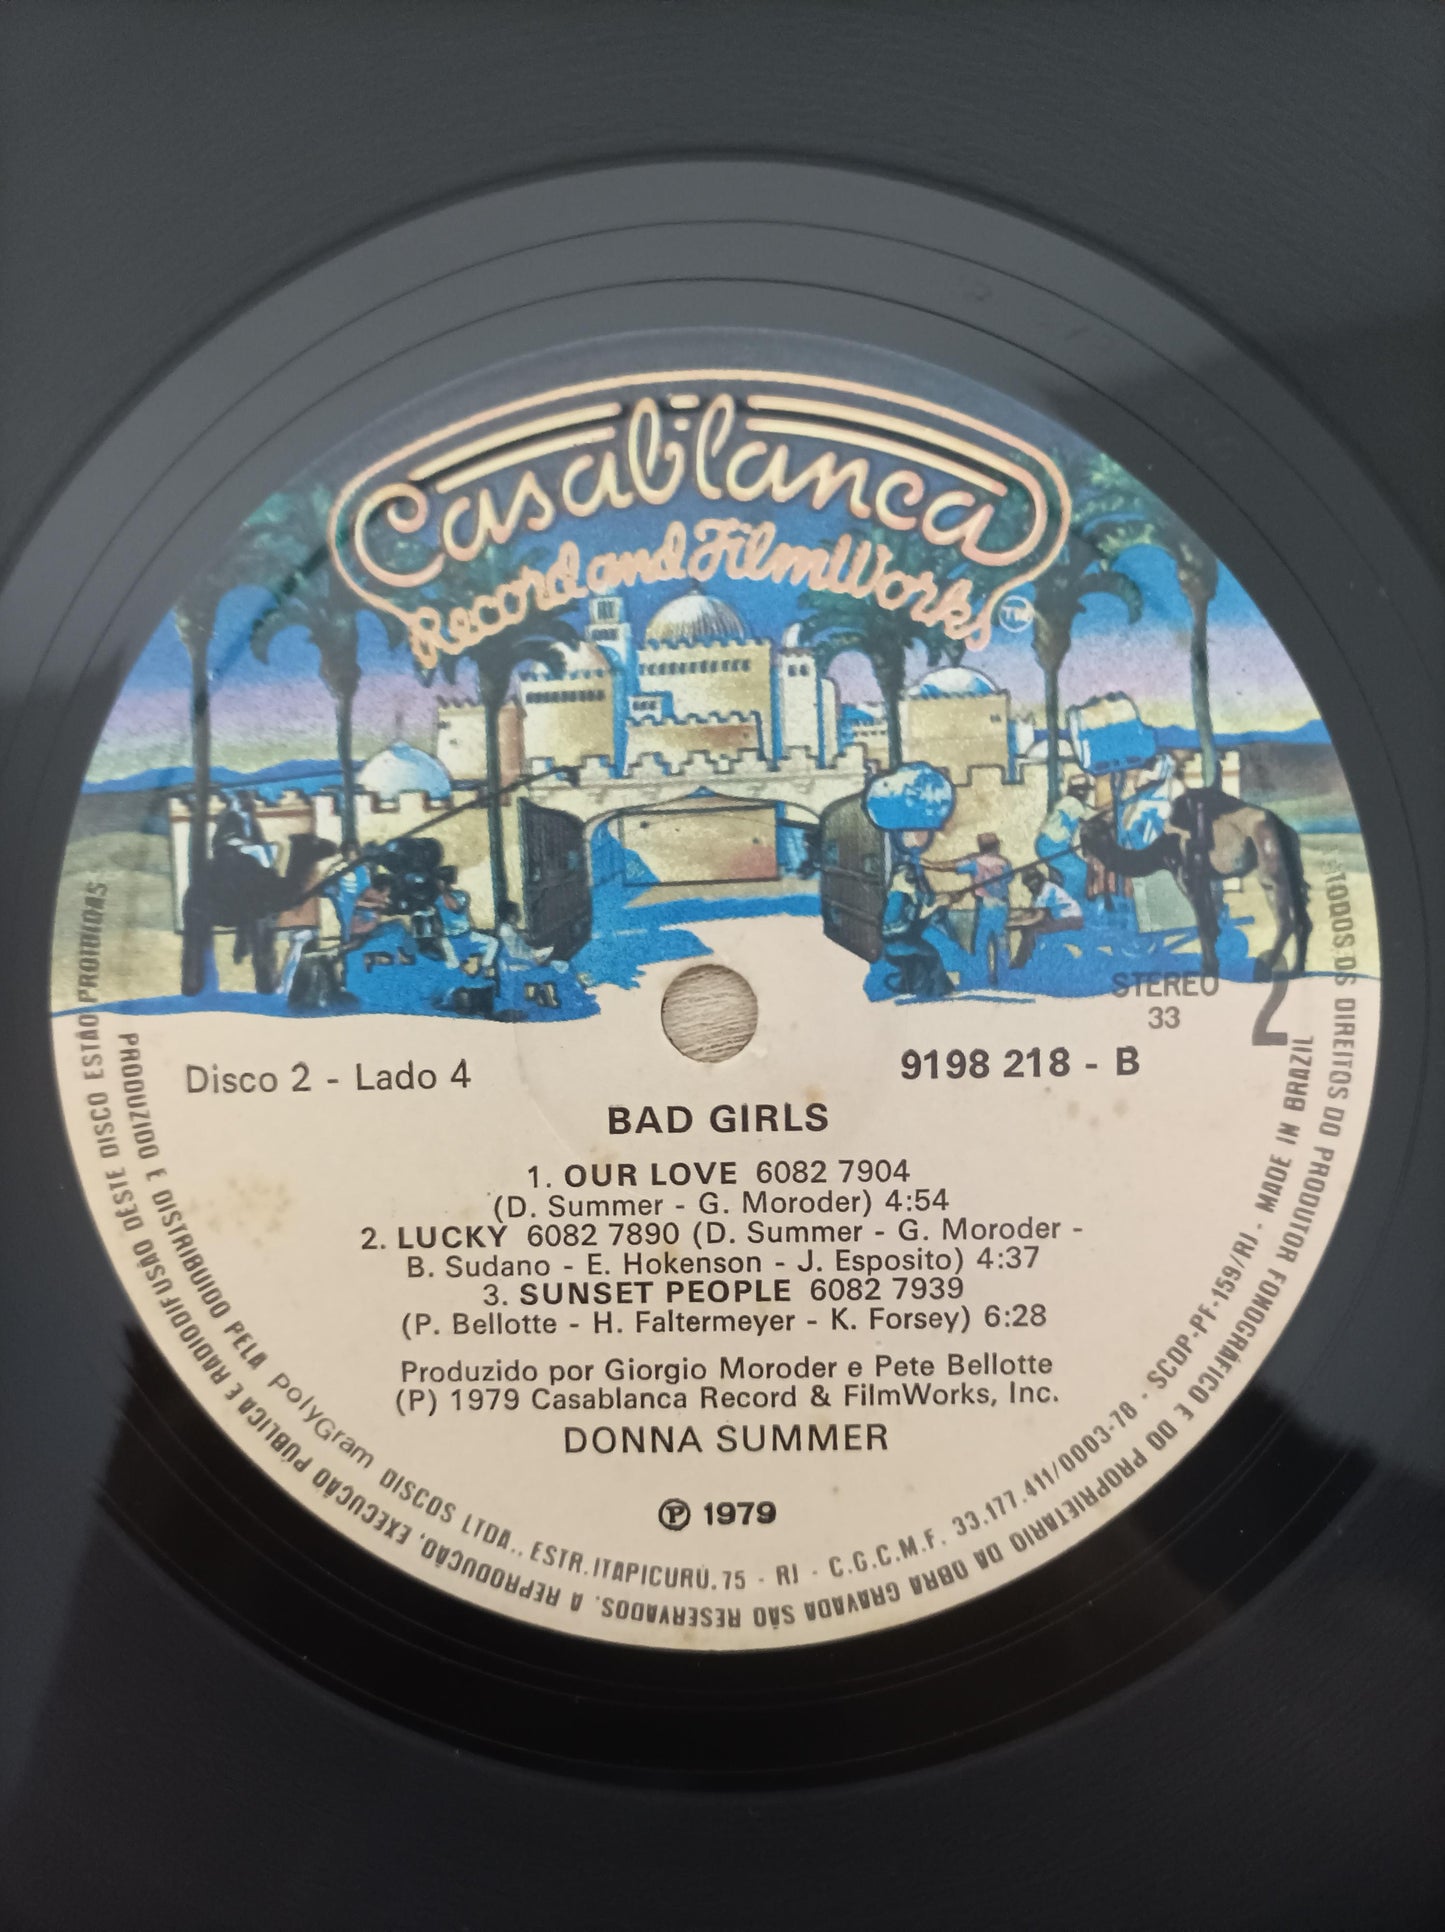 Casablanca
Record and FilmWorks TM
STEREO
33
2
Disco 2 - Lado 4
9198 218 - B
BAD GIRLS
1. OUR LOVE 6082 7904
(D. Summer - G. Moroder) 4:54
2. LUCKY 6082 7890 (D. Summer - G. Moroder -
B. Sudano - E. Hokenson - J. Esposito) 4:37
3. SUNSET PEOPLE 6082 7939
(P. Bellotte - H. Faltermeyer - K. Forsey) 6:28
Produzido por Giorgio Moroder e Pete Bellotte
(P) 1979 Casablanca Record & FilmWorks, Inc.
DONNA SUMMER
Ⓟ 1979
PRODUZIDO E DISTRIBUIDO PELA PolyGram DISCOS LTDA., ESTR. ITAPICURÚ, 75 - RJ - C.G.C.M.F. 33.177.411/0003-78 - SCDP-PF-159/RJ - MADE IN BRAZIL
TODOS OS DIREITOS DO PRODUTOR FONOGRÁFICO E DO PROPRIETÁRIO DA OBRA GRAVADA SÃO RESERVADOS. A REPRODUÇÃO, EXECUÇÃO PÚBLICA E RADIODIFUSÃO DESTE DISCO ESTÃO PROIBIDAS